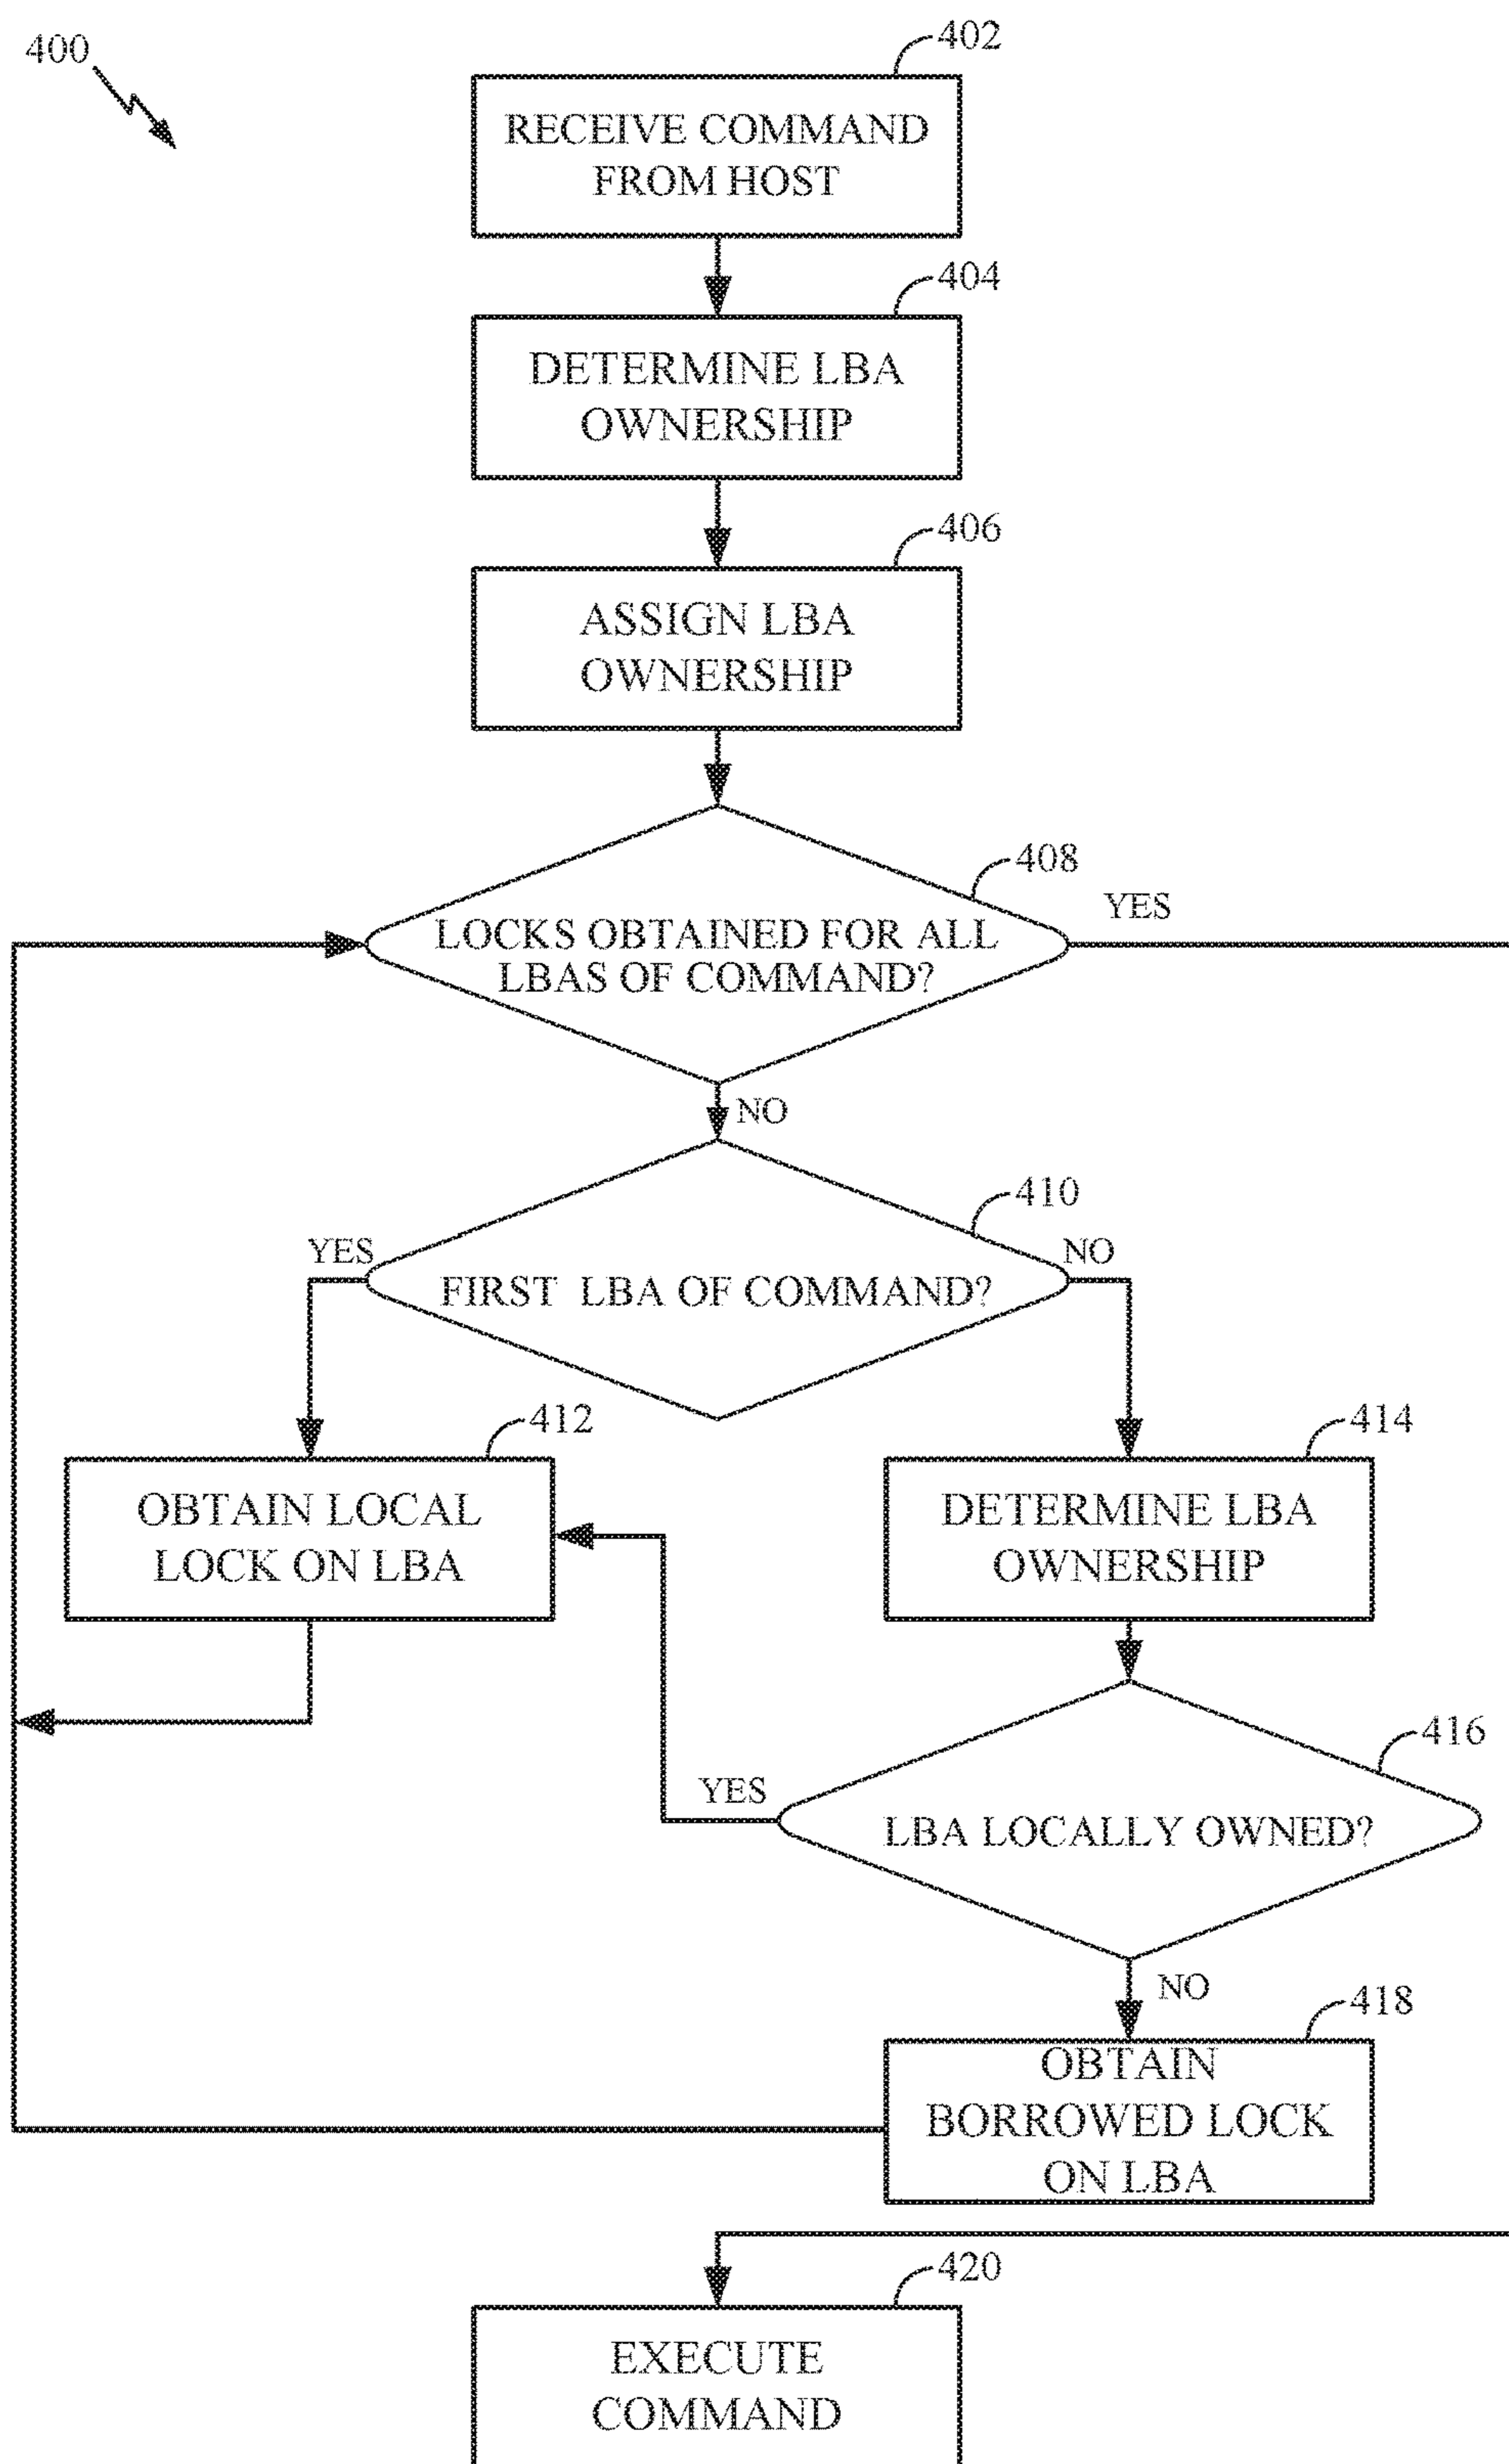 400
402
RECEIVE COMMAND
FROM HOST
404
DETERMINE LBA
OWNERSHIP
406
ASSIGN LBA
OWNERSHIP
408
YES
LOCKS OBTAINED FOR ALL
LBAS OF COMMAND?
NO
410
YES
NO
FIRST LBA OF COMMAND?
412
414
OBTAIN LOCAL
LOCK ON LBA
DETERMINE LBA
OWNERSHIP
416
YES
LBA LOCALLY OWNED?
NO
418
OBTAIN
BORROWED LOCK
ON LBA
420
EXECUTE
COMMAND